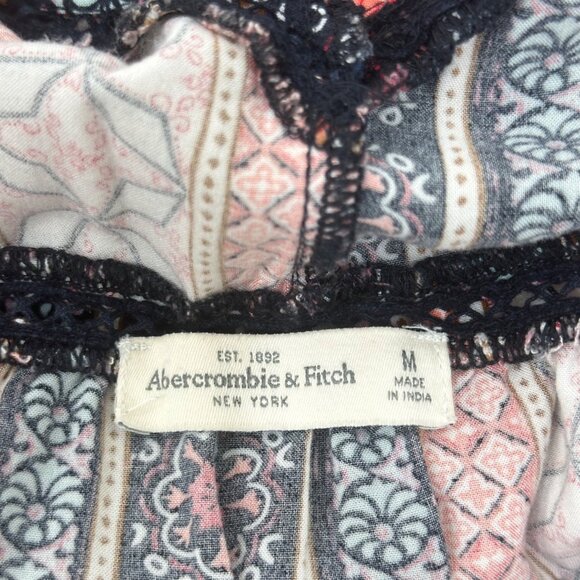 EST. 1892
Abercrombie & Fitch
NEW YORK
M
MADE
IN INDIA